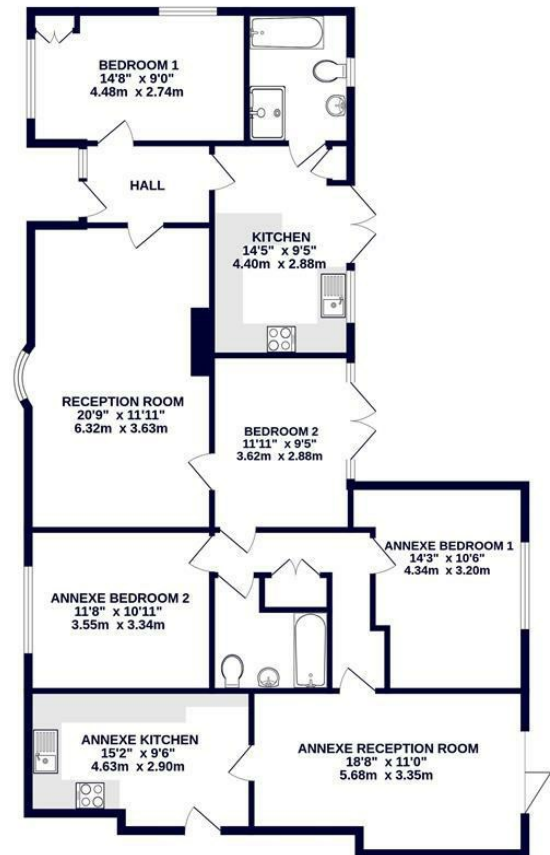 BEDROOM 1
14'8" x 9'0"
4.48m x 2.74m
HALL
KITCHEN
14'5" x 9'5"
4.40m x 2.88m
RECEPTION ROOM
20'9" x 11'11"
6.32m x 3.63m
BEDROOM 2
11'11" x 9'5"
3.62m x 2.88m
ANNEXE BEDROOM 1
14'3" x 10'6"
4.34m x 3.20m
ANNEXE BEDROOM 2
11'8" x 10'11"
3.55m x 3.34m
ANNEXE KITCHEN
15'2" x 9'6"
4.63m x 2.90m
ANNEXE RECEPTION ROOM
18'8" x 11'0"
5.68m x 3.35m